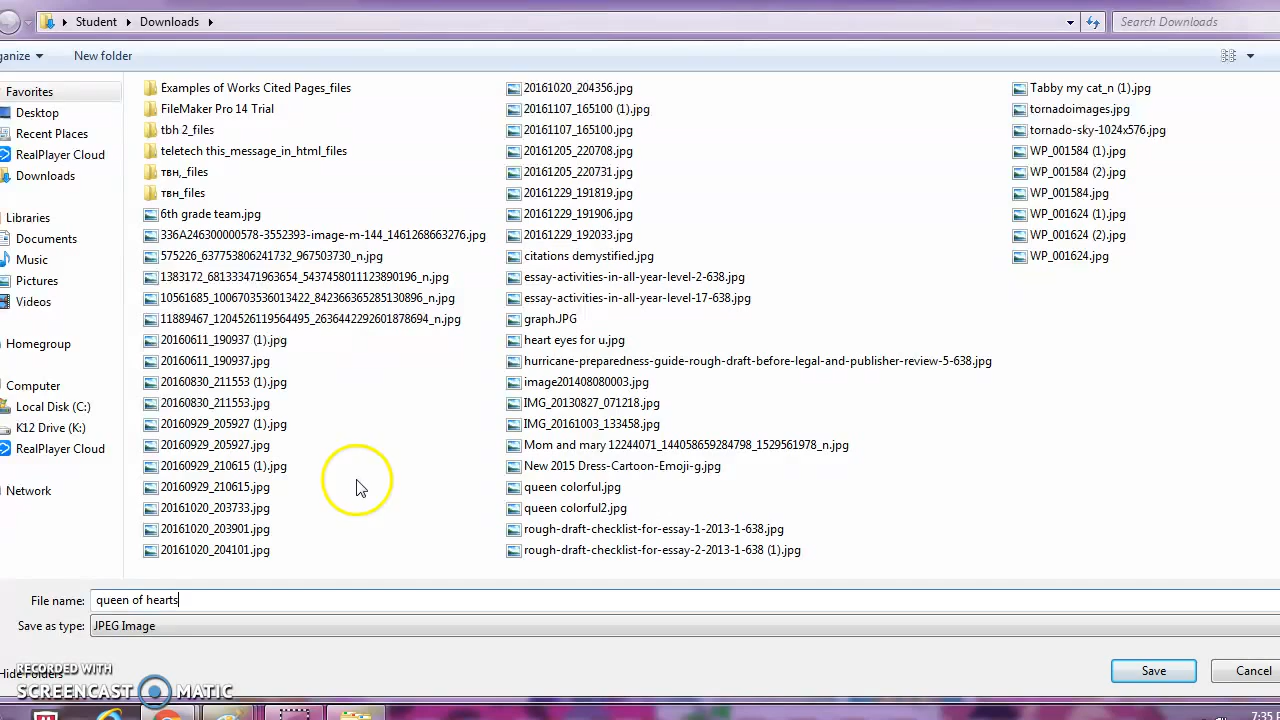 Student Downloads Search Downloads
anize New folder
Favorites
Desktop
Recent Places
RealPlayer Cloud
Downloads
Libraries
Documents
Music
Pictures
Videos
Homegroup
Computer
Local Disk (C:)
K12 Drive (K:)
RealPlayer Cloud
Network
Examples of Works Cited Pages_files
FileMaker Pro 14 Trial
tbh 2_files
teletech this_message_in_html_files
твн,_files
твн_files
6th grade team.jpg
336A246300000578-3552393-image-m-144_1461268663276.jpg
575226_637753886241732_967503730_n.jpg
1383172_681333471963654_5437458011123890196_n.jpg
10561685_1006703536013422_842366365285130896_n.jpg
11889467_1204526119564495_2636442292601878694_n.jpg
20160611_190937 (1).jpg
20160611_190937.jpg
20160830_211553 (1).jpg
20160830_211553.jpg
20160929_205927 (1).jpg
20160929_205927.jpg
20160929_210615 (1).jpg
20160929_210615.jpg
20161020_203733.jpg
20161020_203901.jpg
20161020_204101.jpg
20161020_204356.jpg
20161107_165100 (1).jpg
20161107_165100.jpg
20161205_220708.jpg
20161205_220731.jpg
20161229_191819.jpg
20161229_191906.jpg
20161229_192033.jpg
citations demystified.jpg
essay-activities-in-all-year-level-2-638.jpg
essay-activities-in-all-year-level-17-638.jpg
graph.JPG
heart eyes for u.jpg
hurricane-preparedness-guide-rough-draft-before-legal-and-publisher-review-5-638.jpg
image201408080003.jpg
IMG_20130827_071218.jpg
IMG_20161003_133458.jpg
Mom and mary 12244071_144058659284798_1529561978_n.jpg
New 2015 Dress-Cartoon-Emoji-g.jpg
queen colorful.jpg
queen colorful2.jpg
rough-draft-checklist-for-essay-1-2013-1-638.jpg
rough-draft-checklist-for-essay-2-2013-1-638 (1).jpg
Tabby my cat_n (1).jpg
tornadoimages.jpg
tornado-sky-1024x576.jpg
WP_001584 (1).jpg
WP_001584 (2).jpg
WP_001584.jpg
WP_001624 (1).jpg
WP_001624 (2).jpg
WP_001624.jpg
File name: queen of hearts
Save as type: JPEG Image
Hide Folders Save Cancel
RECORDED WITH
SCREENCAST MATIC
7:35